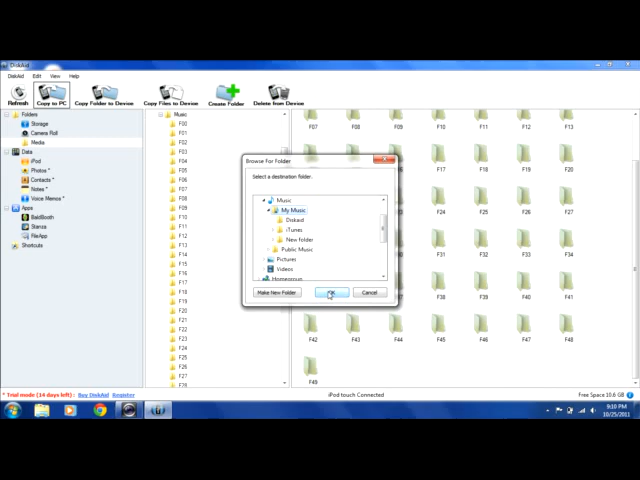 DiskAid
DiskAid Edit View Help
Refresh Copy to PC Copy Folder to Device Copy Files to Device Create Folder Delete from Device
Folders
Storage
Camera Roll
Media
Data
iPod
Photos *
Contacts *
Notes *
Voice Memos *
Apps
BaldBooth
Stanza
FileApp
Shortcuts
Music
F00
F01
F02
F03
F04
F05
F06
F07
F08
F09
F10
F11
F12
F13
F14
F15
F16
F17
F18
F19
F20
F21
F22
F23
F24
F25
F26
F27
F28
Browse For Folder
Select a destination folder.
Music
My Music
Diskaid
iTunes
New folder
Public Music
Pictures
Videos
Homegroup
Make New Folder OK Cancel
F07 F08 F09 F10 F11 F12 F13
F16 F17 F18 F19 F20
F23 F24 F25 F26 F27
F30 F31 F32 F33 F34
F37 F38 F39 F40 F41
F42 F43 F44 F45 F46 F47 F48
F49
* Trial mode (14 days left) : Buy DiskAid Register iPod touch Connected Free Space 10.6 GB
9:10 PM
10/25/2011